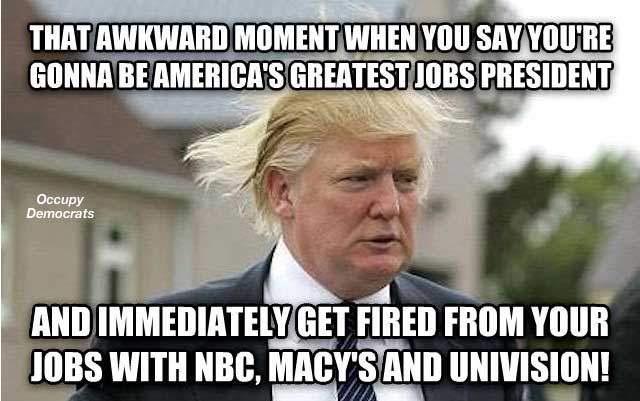 THAT AWKWARD MOMENT WHEN YOU SAY YOU'RE
GONNA BE AMERICA'S GREATEST JOBS PRESIDENT
Occupy
Democrats
AND IMMEDIATELY GET FIRED FROM YOUR
JOBS WITH NBC, MACY'S AND UNIVISION!